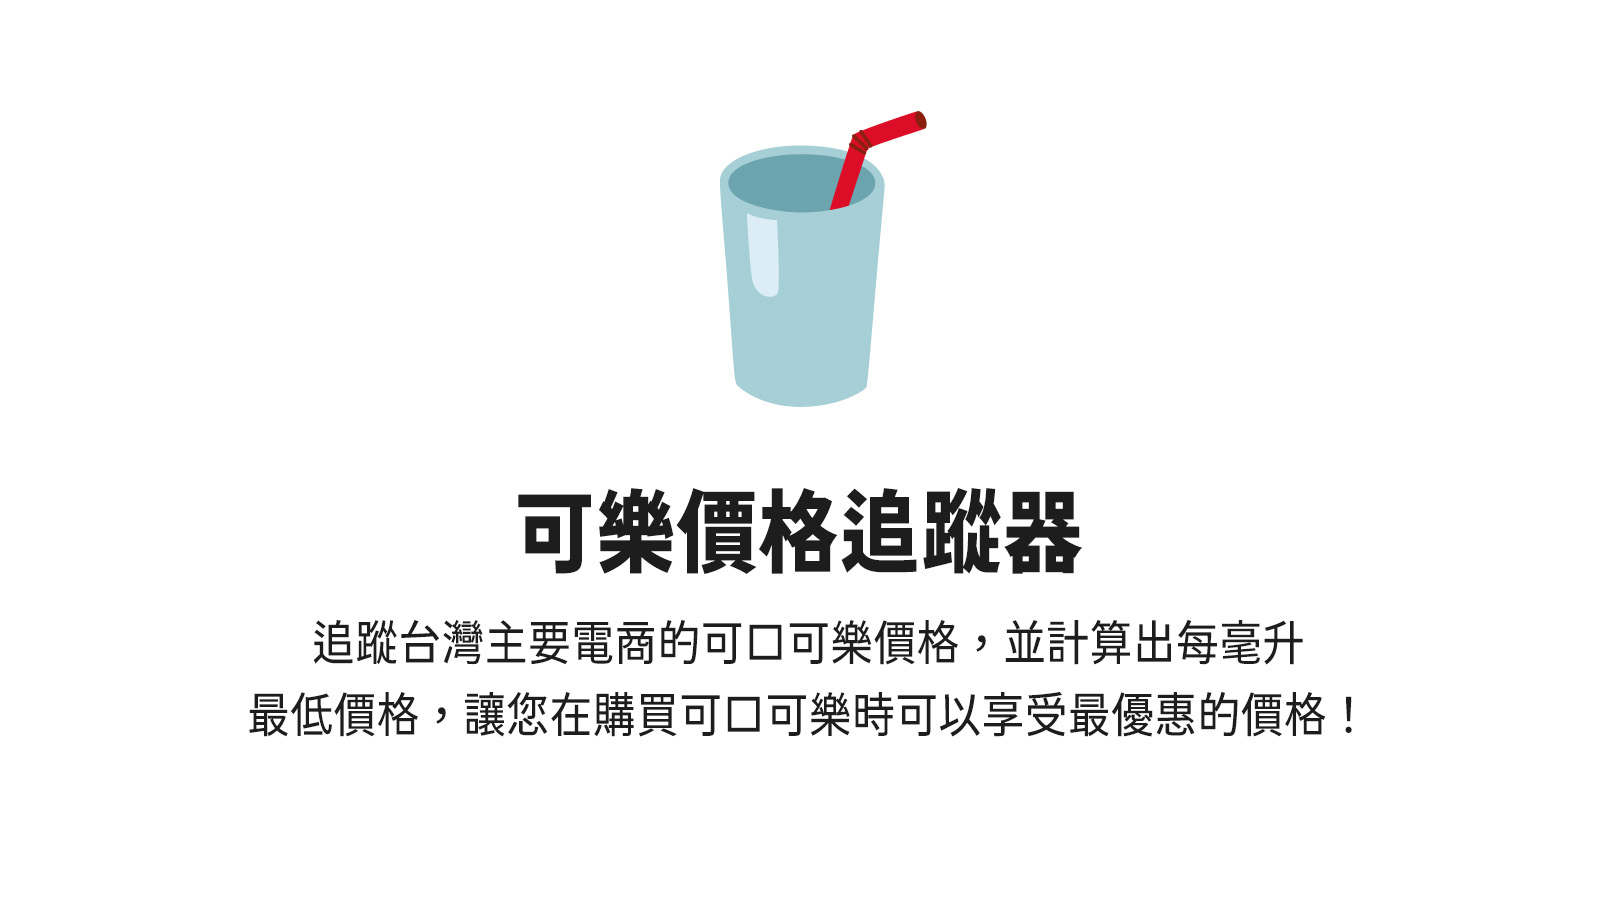 可樂價格追蹤器
追蹤台灣主要電商的可口可樂價格，並計算出每毫升
最低價格，讓您在購買可口可樂時可以享受最優惠的價格！